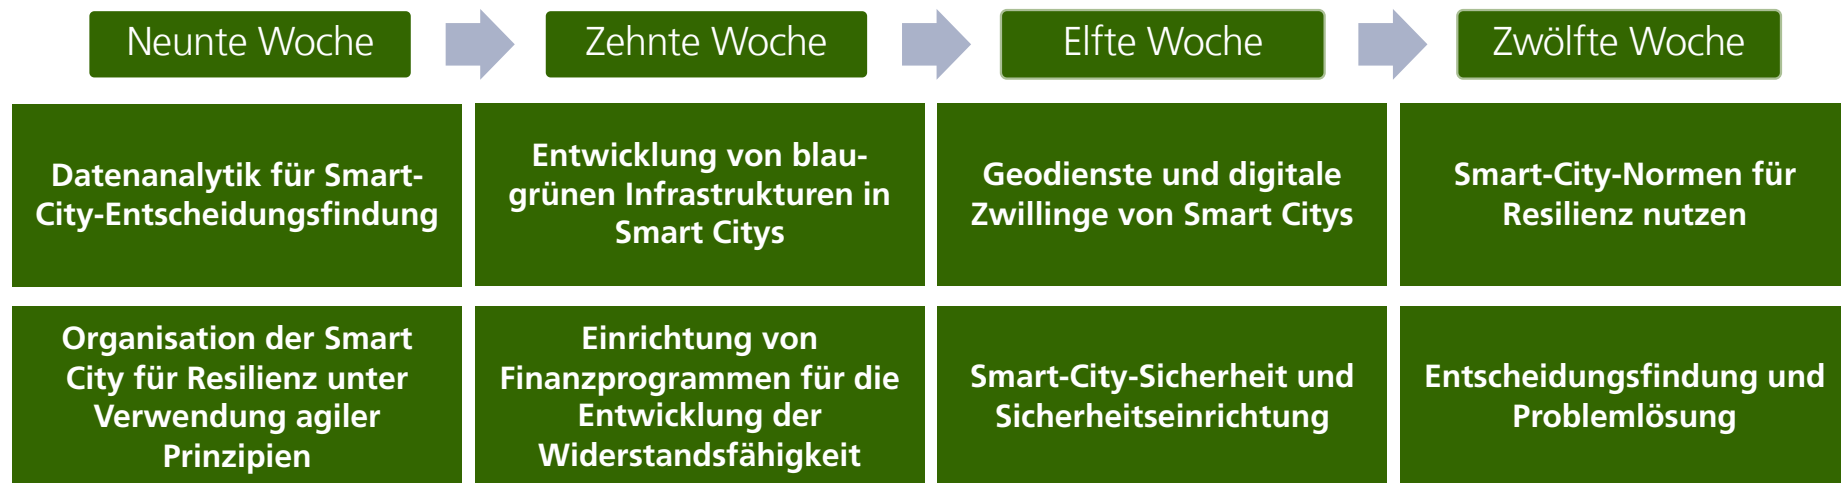 Neunte Woche
Zehnte Woche
Elfte Woche
Zwölfte Woche
Datenanalytik für Smart-
City-Entscheidungsfindung
Entwicklung von blau-
grünen Infrastrukturen in
Smart Citys
Geodienste und digitale
Zwillinge von Smart Citys
Smart-City-Normen für
Resilienz nutzen
Organisation der Smart
City für Resilienz unter
Verwendung agiler
Prinzipien
Einrichtung von
Finanzprogrammen für die
Entwicklung der
Widerstandsfähigkeit
Smart-City-Sicherheit und
Sicherheitseinrichtung
Entscheidungsfindung und
Problemlösung